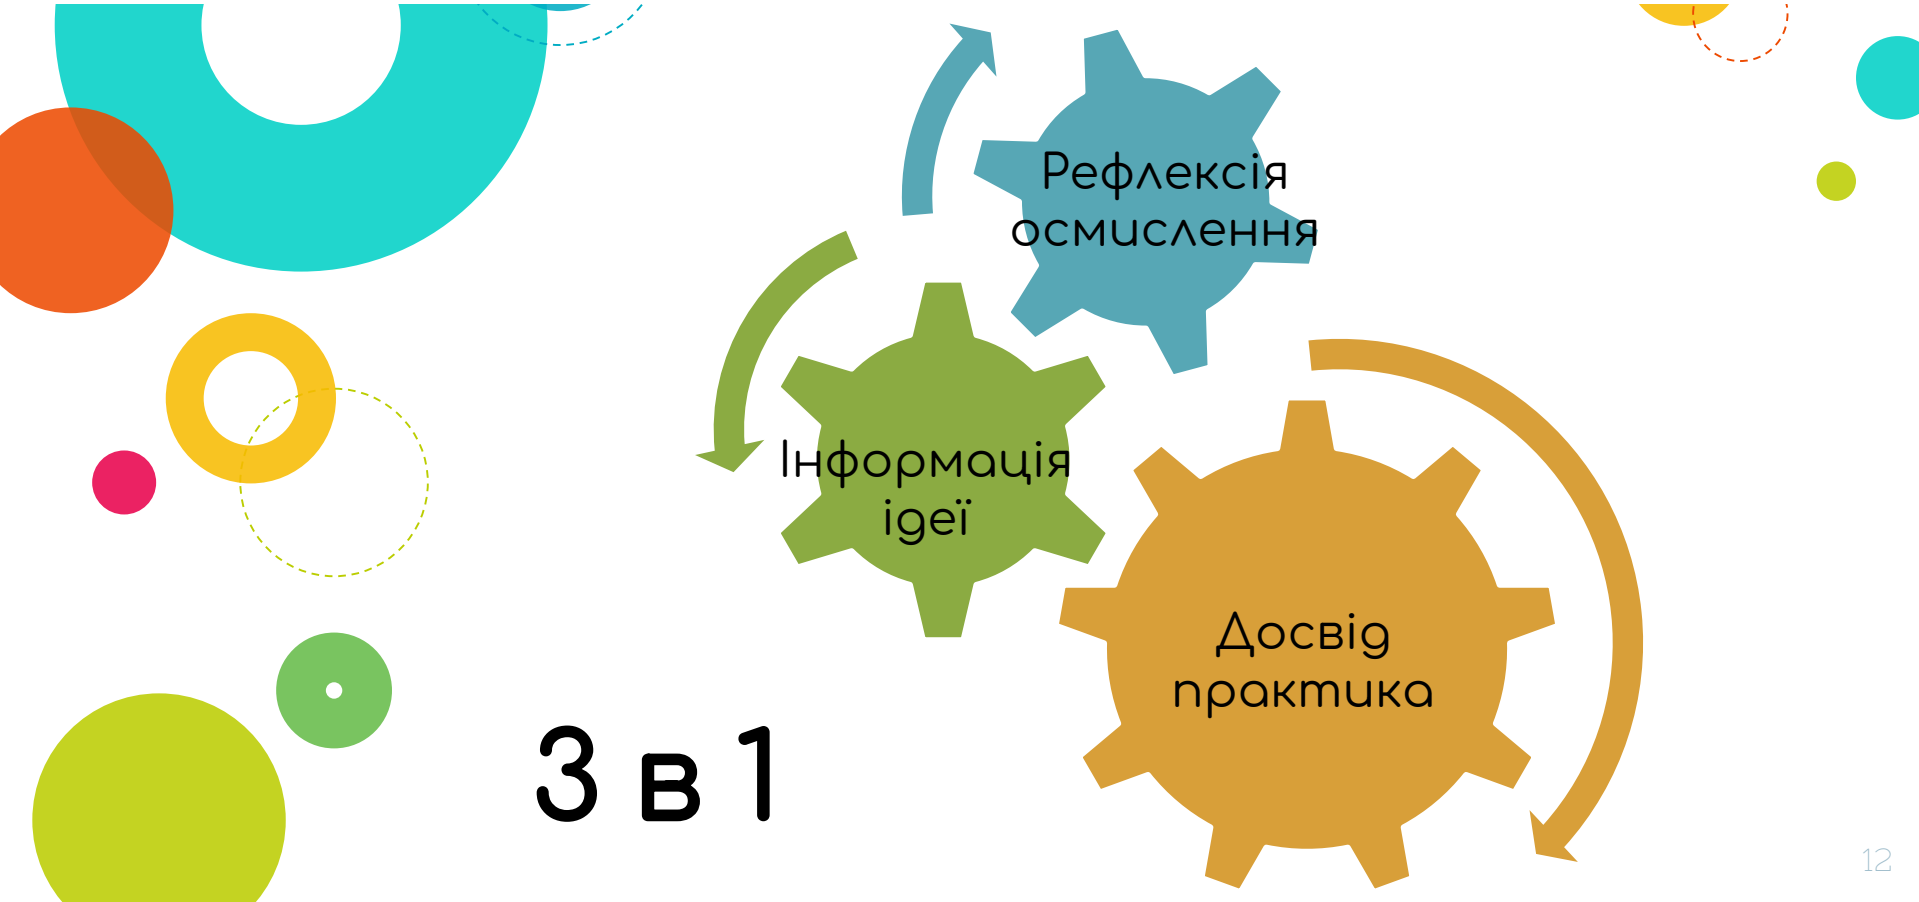 Рефлексія
осмислення
Інформація
ідеї
Досвід
практика
3 в 1
12